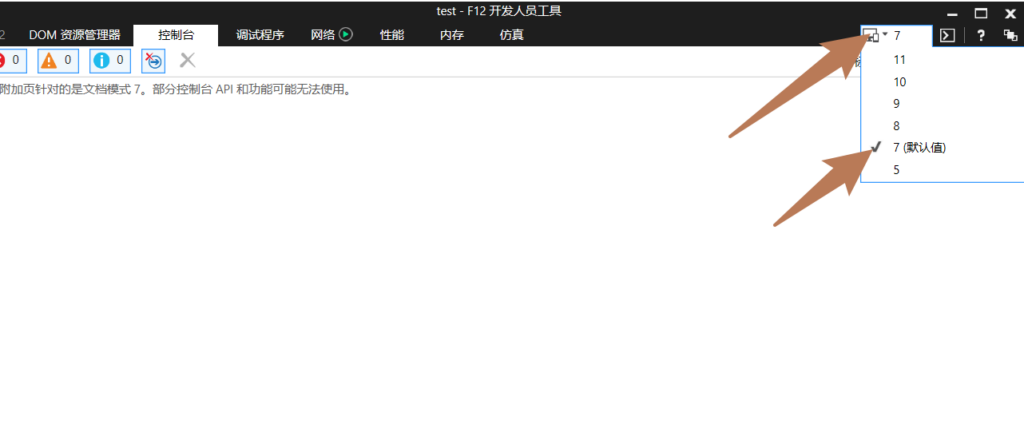 test - F12 开发人员工具
2 DOM 资源管理器 控制台 调试程序 网络 性能 内存 仿真 7 ?
0 0 0
附加页针对的是文档模式 7。部分控制台 API 和功能可能无法使用。
11
10
9
8
7 (默认值)
5